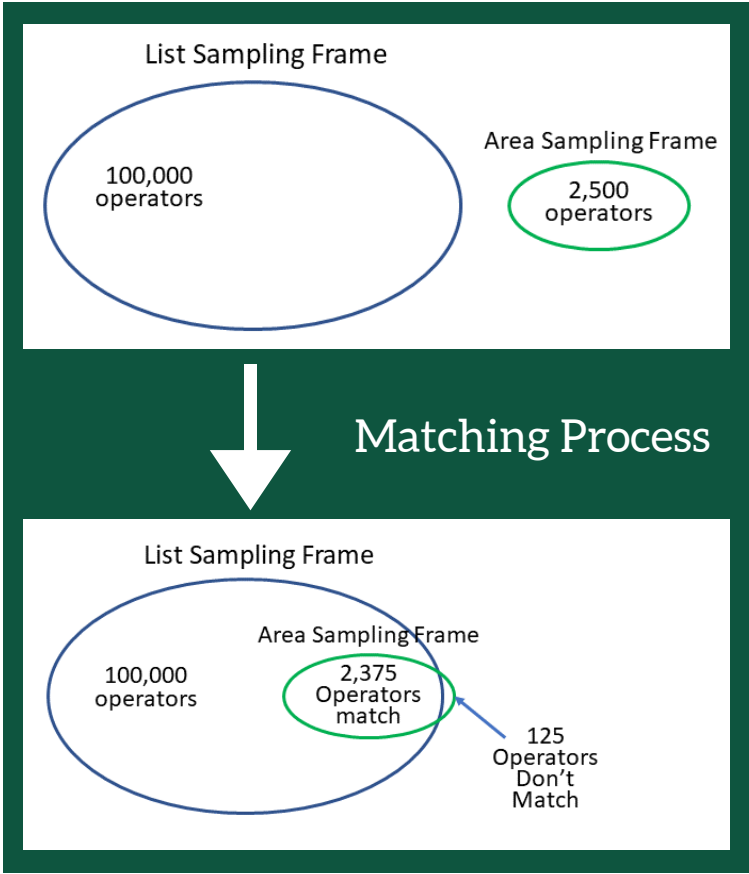 List Sampling Frame
100,000
operators
Area Sampling Frame
2,500
operators
Matching Process
List Sampling Frame
Area Sampling Frame
100,000
operators
2,375
Operators
match
125
Operators
Don't
Match